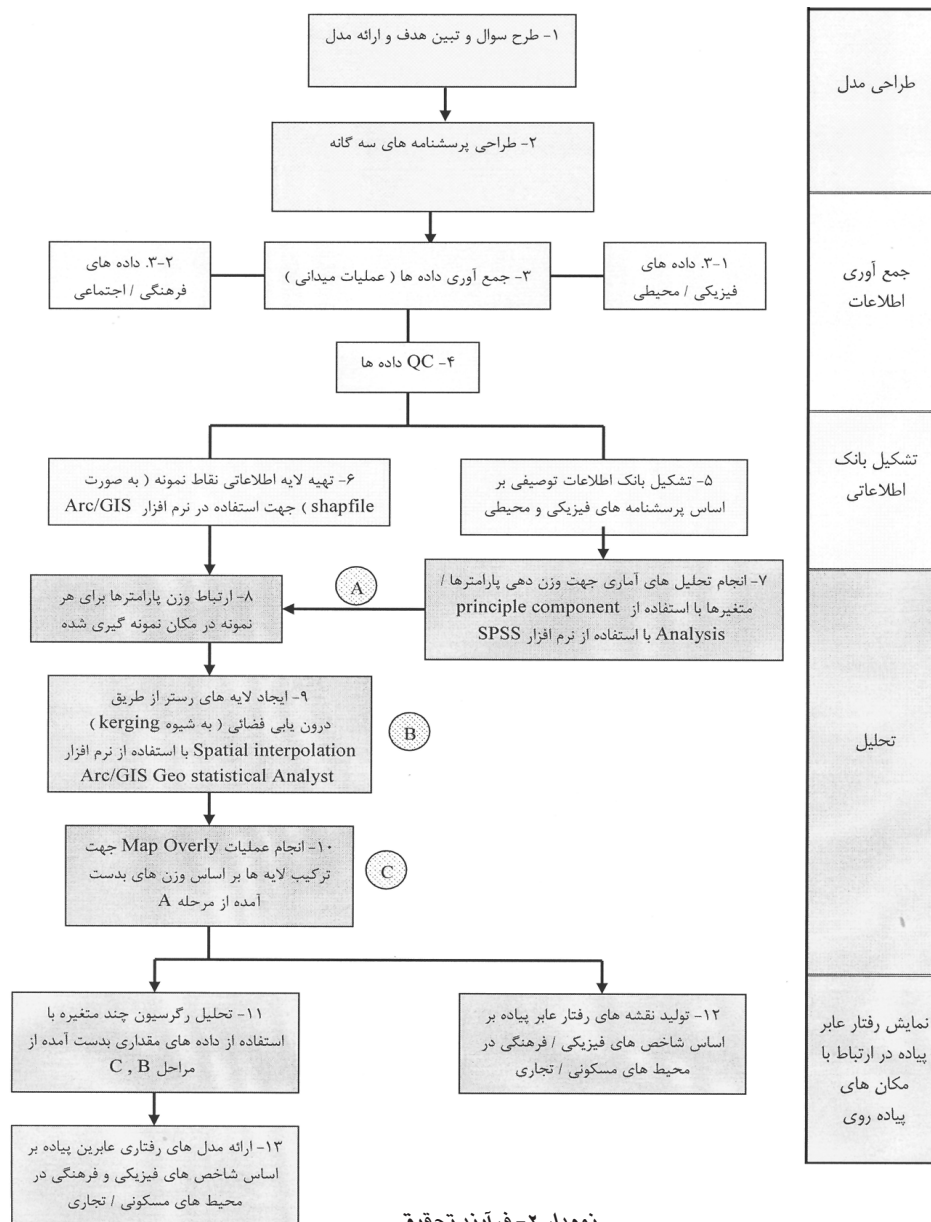 ۱- طرح سوال و تبین هدف و ارائه مدل
۲- طراحی پرسشنامه های سه گانه
۳- جمع آوری داده ها ( عملیات میدانی )
۳-۱. داده های
فیزیکی / محیطی
۳-۲. داده های
فرهنگی / اجتماعی
۴- QC داده ها
۵- تشکیل بانک اطلاعات توصیفی بر
اساس پرسشنامه های فیزیکی و محیطی
۶- تهیه لایه اطلاعاتی نقاط نمونه ( به صورت
shapfile ) جهت استفاده در نرم افزار Arc/GIS
۷- انجام تحلیل های آماری جهت وزن دهی پارامترها /
متغیرها با استفاده از principle component
Analysis با استفاده از نرم افزار SPSS
A
۸- ارتباط وزن پارامترها برای هر
نمونه در مکان نمونه گیری شده
۹- ایجاد لایه های رستر از طریق
درون یابی فضائی ( به شیوه kerging )
Spatial interpolation با استفاده از نرم افزار
Arc/GIS Geo statistical Analyst
B
۱۰- انجام عملیات Map Overly جهت
ترکیب لایه ها بر اساس وزن های بدست
آمده از مرحله A
C
۱۱- تحلیل رگرسیون چند متغیره با
استفاده از داده های مقداری بدست آمده از
مراحل C , B
۱۲- تولید نقشه های رفتار عابر پیاده بر
اساس شاخص های فیزیکی / فرهنگی در
محیط های مسکونی / تجاری
۱۳- ارائه مدل های رفتاری عابرین پیاده بر
اساس شاخص های فیزیکی و فرهنگی در
محیط های مسکونی / تجاری
طراحی مدل
جمع آوری
اطلاعات
تشکیل بانک
اطلاعاتی
تحلیل
نمایش رفتار عابر
پیاده در ارتباط با
مکان های
پیاده روی
نمودار ۲- فرآیند تحقیق